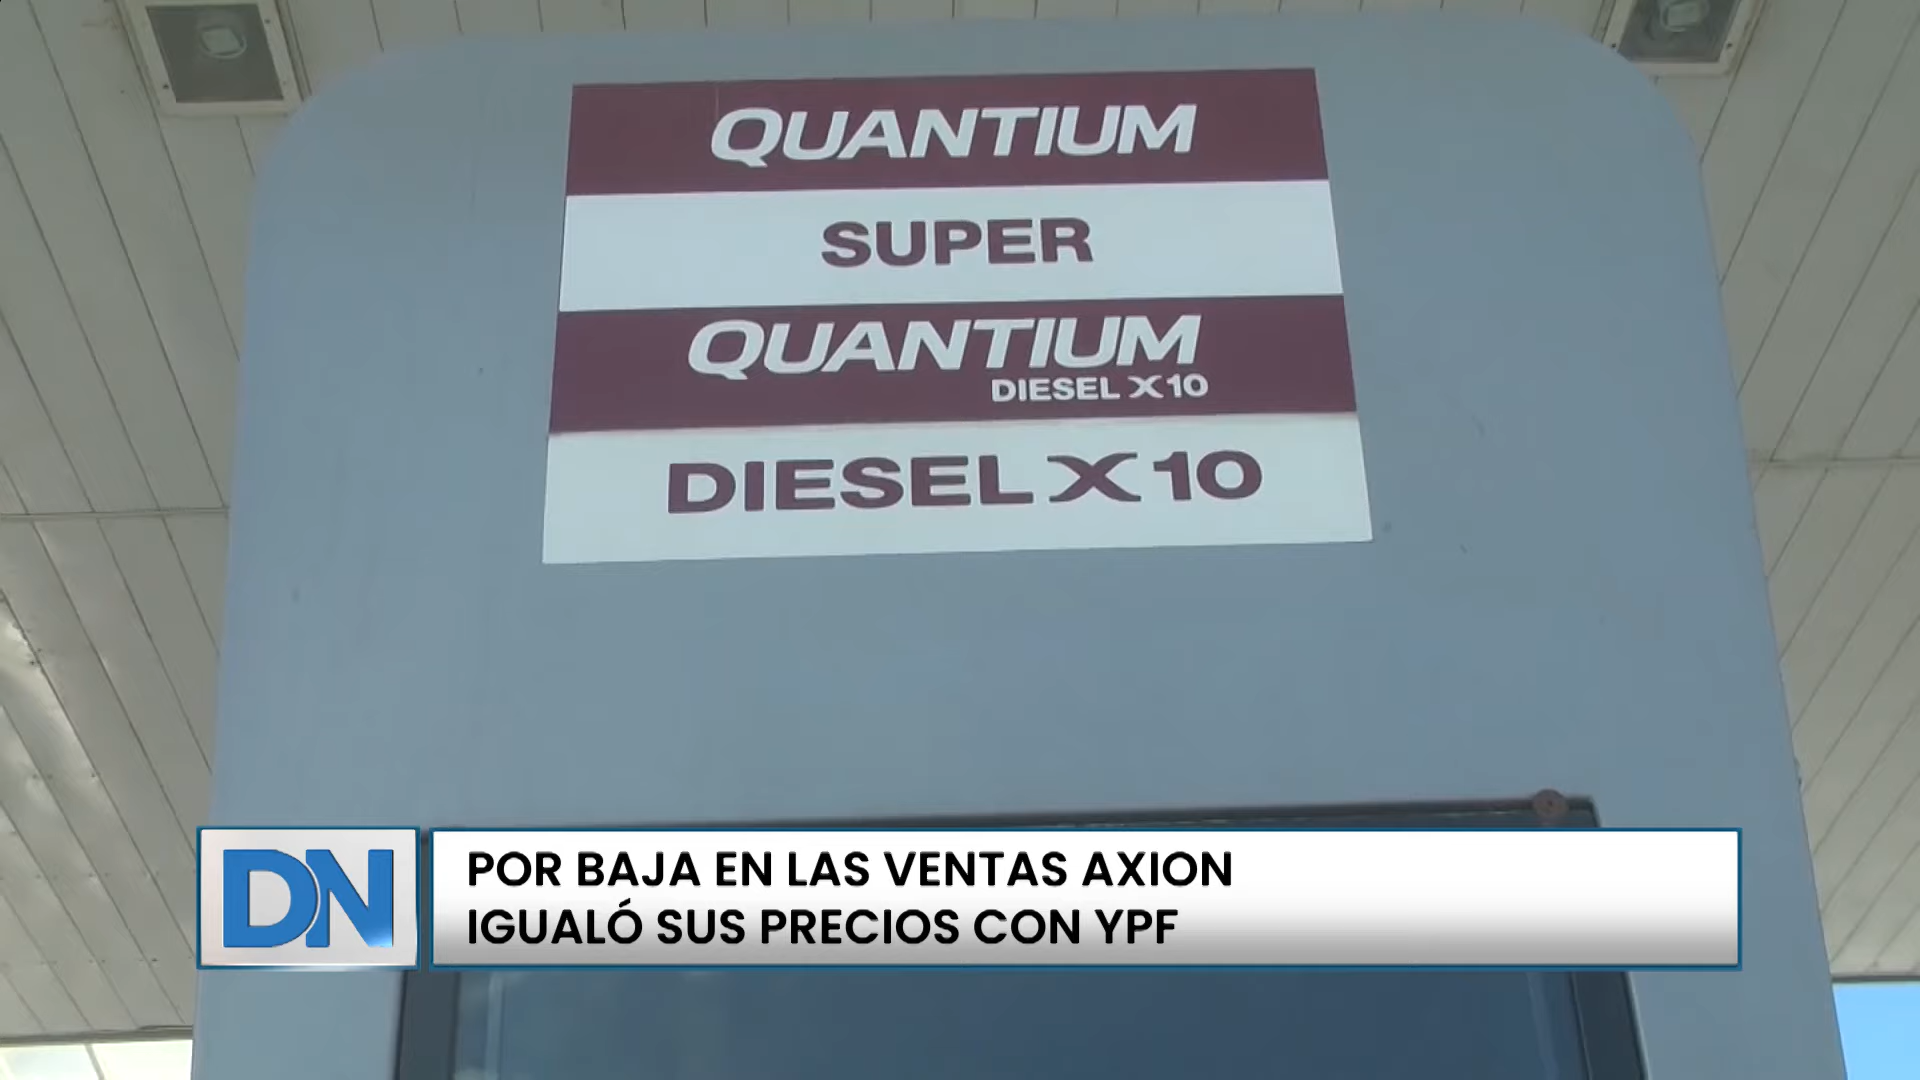 QUANTIUM
SUPER
QUANTIUM
DIESEL X10
DIESEL X10
DN
POR BAJA EN LAS VENTAS AXION
IGUALÓ SUS PRECIOS CON YPF